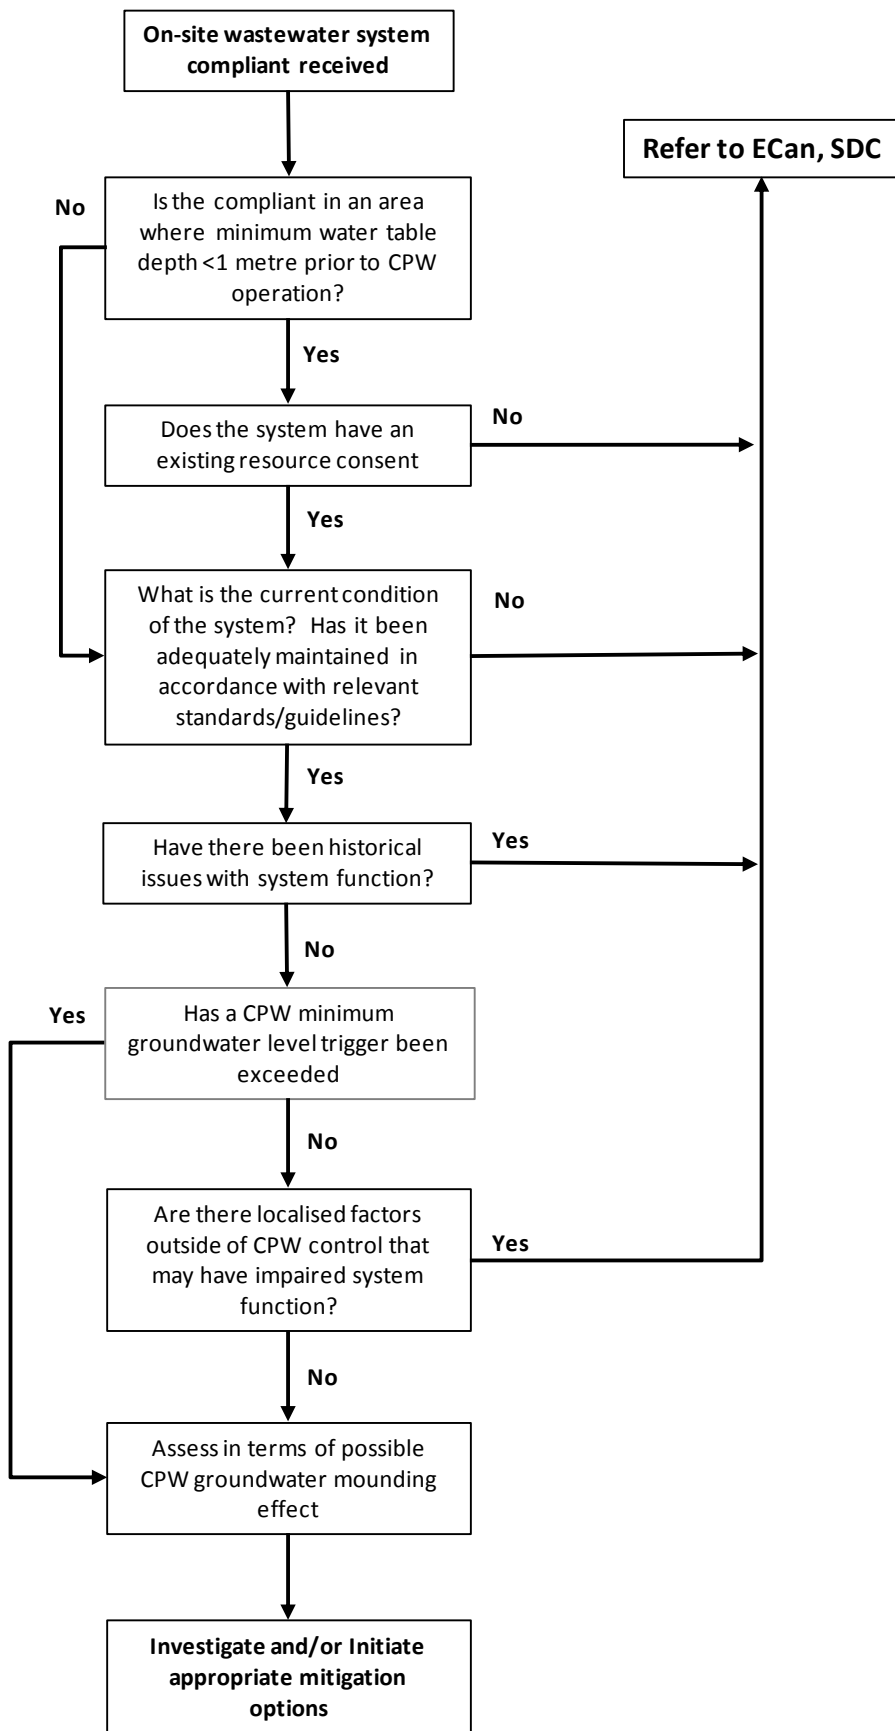 On-site wastewater system
compliant received
Refer to ECan, SDC
No
Is the compliant in an area
where minimum water table
depth <1 metre prior to CPW
operation?
Yes
Does the system have an
existing resource consent
No
Yes
What is the current condition
of the system? Has it been
adequately maintained in
accordance with relevant
standards/guidelines?
No
Yes
Have there been historical
issues with system function?
Yes
No
Yes
Has a CPW minimum
groundwater level trigger been
exceeded
No
Are there localised factors
outside of CPW control that
may have impaired system
function?
Yes
No
Assess in terms of possible
CPW groundwater mounding
effect
Investigate and/or Initiate
appropriate mitigation
options